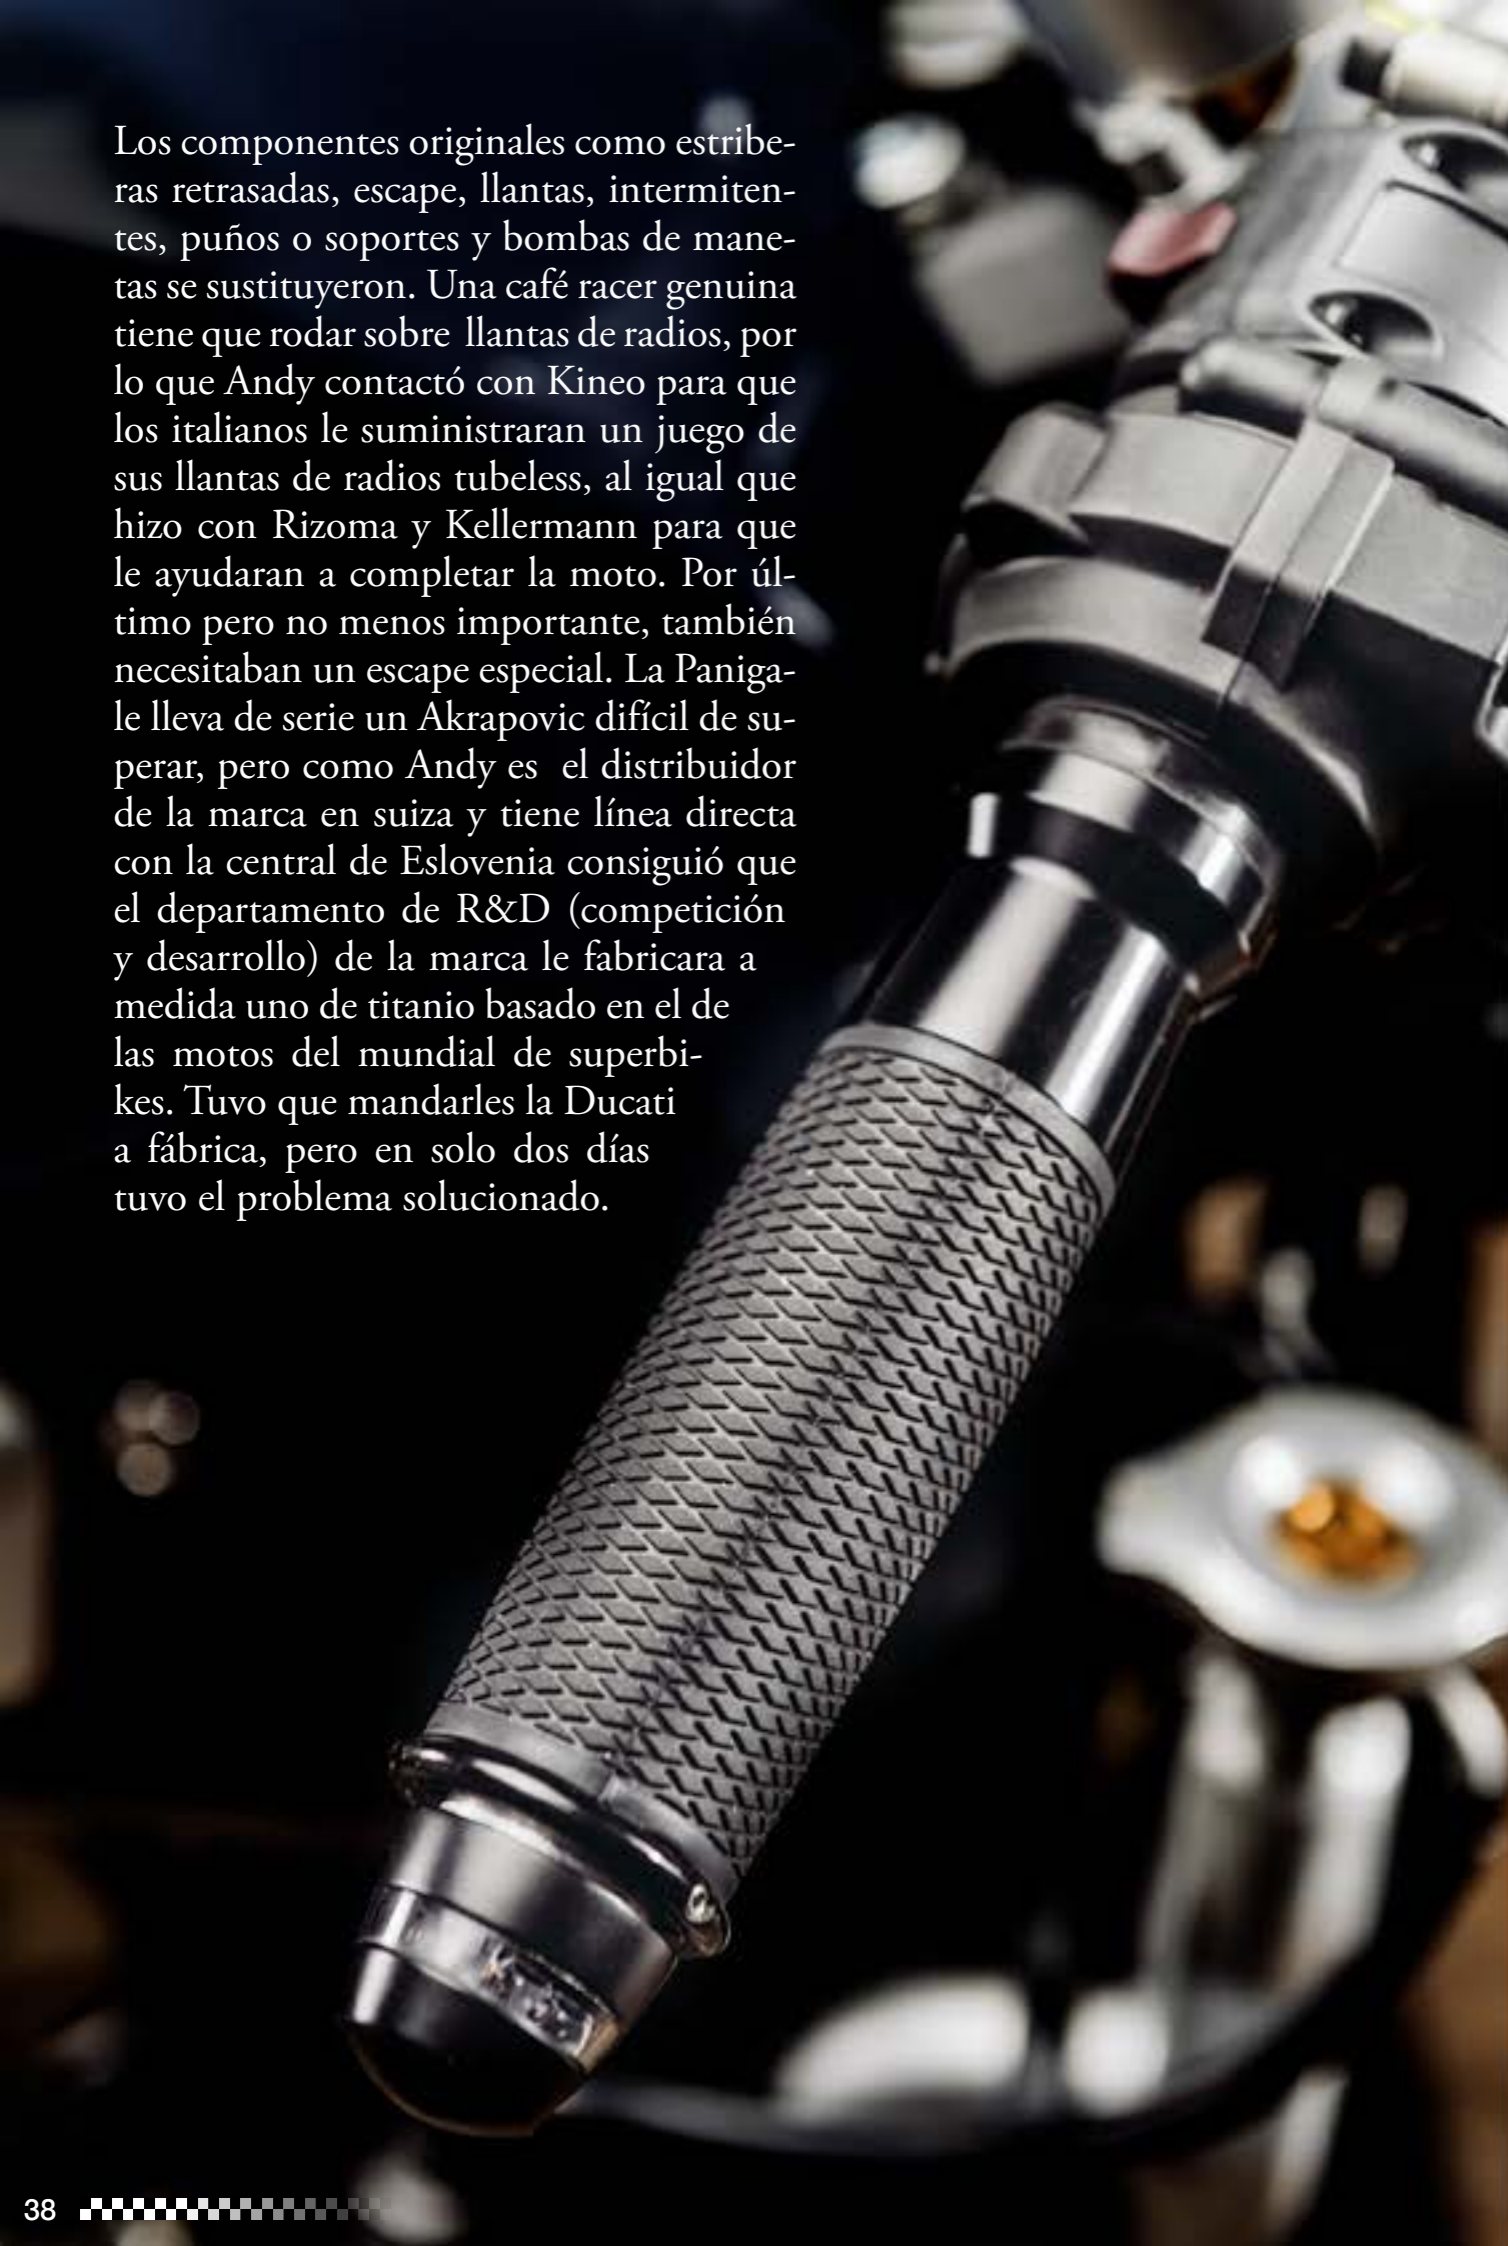 Los componentes originales como estribe-
ras retrasadas, escape, llantas, intermiten-
tes, puños o soportes y bombas de mane-
tas se sustituyeron. Una café racer genuina
tiene que rodar sobre llantas de radios, por
lo que Andy contactó con Kineo para que
los italianos le suministraran un juego de
sus llantas de radios tubeless, al igual que
hizo con Rizoma y Kellermann para que
le ayudaran a completar la moto. Por úl-
timo pero no menos importante, también
necesitaban un escape especial. La Paniga-
le lleva de serie un Akrapovic difícil de su-
perar, pero como Andy es el distribuidor
de la marca en suiza y tiene línea directa
con la central de Eslovenia consiguió que
el departamento de R&D (competición
y desarrollo) de la marca le fabricara a
medida uno de titanio basado en el de
las motos del mundial de superbi-
kes. Tuvo que mandarles la Ducati
a fábrica, pero en solo dos días
tuvo el problema solucionado.
38